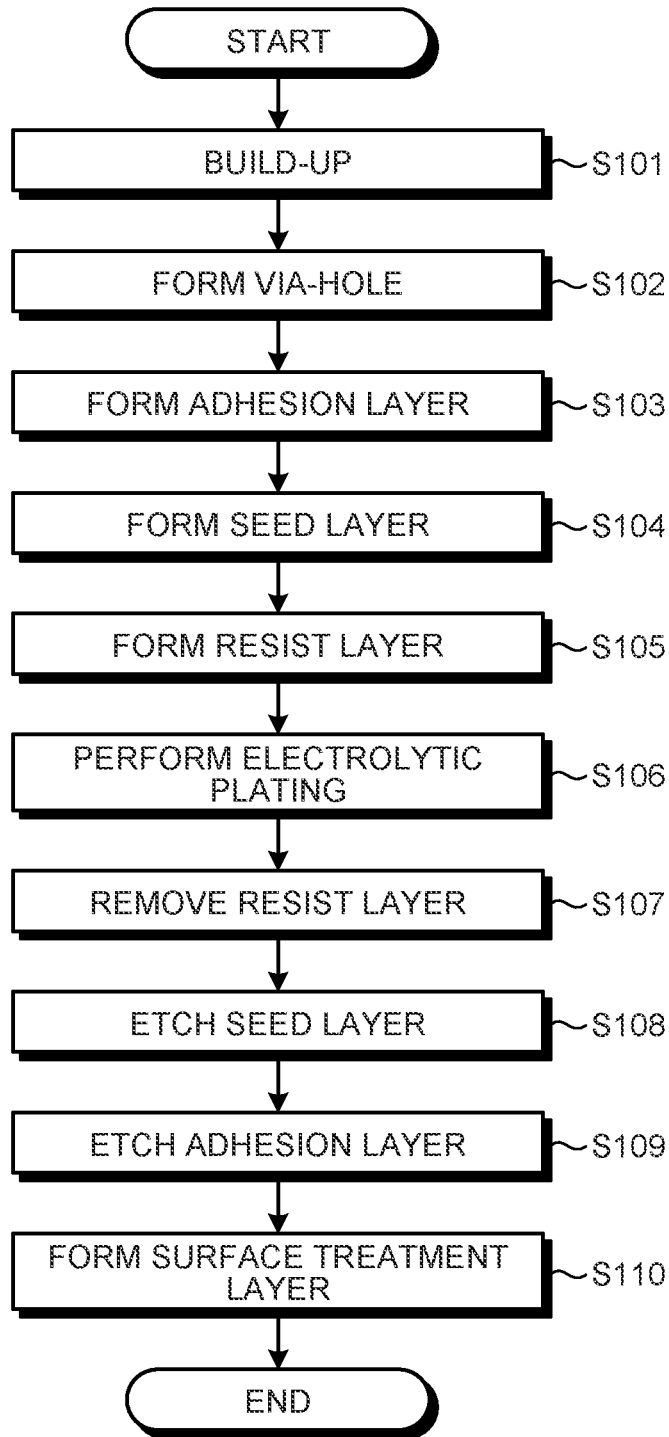 START
BUILD-UP
S101
FORM VIA-HOLE
S102
FORM ADHESION LAYER
S103
FORM SEED LAYER
S104
FORM RESIST LAYER
S105
PERFORM ELECTROLYTIC
PLATING
S106
REMOVE RESIST LAYER
S107
ETCH SEED LAYER
S108
ETCH ADHESION LAYER
S109
FORM SURFACE TREATMENT
LAYER
S110
END